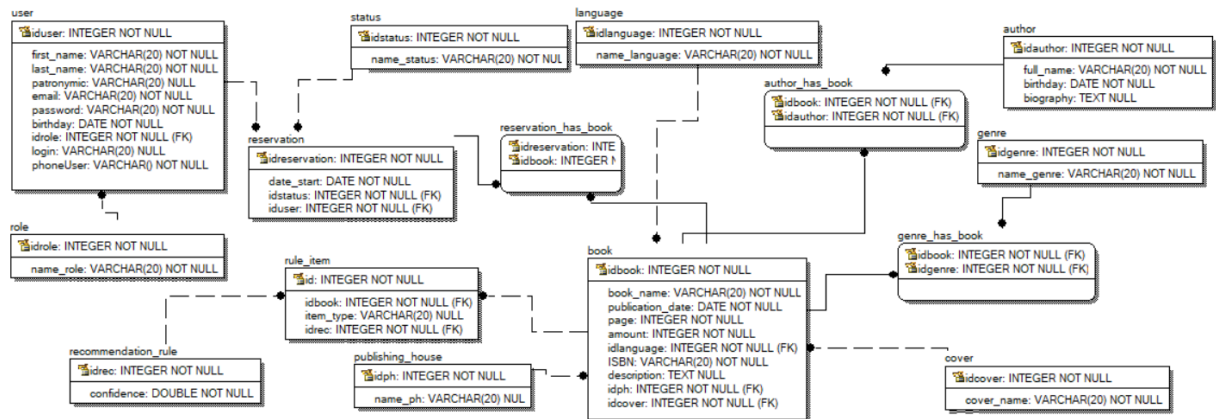 user
iduser: INTEGER NOT NULL
first_name: VARCHAR(20) NOT NULL
last_name: VARCHAR(20) NOT NULL
patronymic: VARCHAR(20) NULL
email: VARCHAR(20) NOT NULL
password: VARCHAR(20) NOT NULL
birthday: DATE NOT NULL
idrole: INTEGER NOT NULL (FK)
login: VARCHAR(20) NULL
phoneUser: VARCHAR() NOT NULL
status
idstatus: INTEGER NOT NULL
name_status: VARCHAR(20) NOT NULL
language
idlanguage: INTEGER NOT NULL
name_language: VARCHAR(20) NOT NULL
author
idauthor: INTEGER NOT NULL
full_name: VARCHAR(20) NOT NULL
birthday: DATE NOT NULL
biography: TEXT NULL
author_has_book
idbook: INTEGER NOT NULL (FK)
idauthor: INTEGER NOT NULL (FK)
reservation
idreservation: INTEGER NOT NULL
date_start: DATE NOT NULL
idstatus: INTEGER NOT NULL (FK)
iduser: INTEGER NOT NULL (FK)
reservation_has_book
idreservation: INTE
idbook: INTEGER N
genre
idgenre: INTEGER NOT NULL
name_genre: VARCHAR(20) NOT NULL
role
idrole: INTEGER NOT NULL
name_role: VARCHAR(20) NOT NULL
rule_item
id: INTEGER NOT NULL
idbook: INTEGER NOT NULL (FK)
item_type: VARCHAR(20) NULL
idrec: INTEGER NOT NULL (FK)
book
idbook: INTEGER NOT NULL
book_name: VARCHAR(20) NOT NULL
publication_date: DATE NOT NULL
page: INTEGER NOT NULL
amount: INTEGER NOT NULL
idlanguage: INTEGER NOT NULL (FK)
ISBN: VARCHAR(20) NOT NULL
description: TEXT NULL
idph: INTEGER NOT NULL (FK)
idcover: INTEGER NOT NULL (FK)
genre_has_book
idbook: INTEGER NOT NULL (FK)
idgenre: INTEGER NOT NULL (FK)
recommendation_rule
idrec: INTEGER NOT NULL
confidence: DOUBLE NOT NULL
publishing_house
idph: INTEGER NOT NULL
name_ph: VARCHAR(20) NUL
cover
idcover: INTEGER NOT NULL
cover_name: VARCHAR(20) NOT NULL